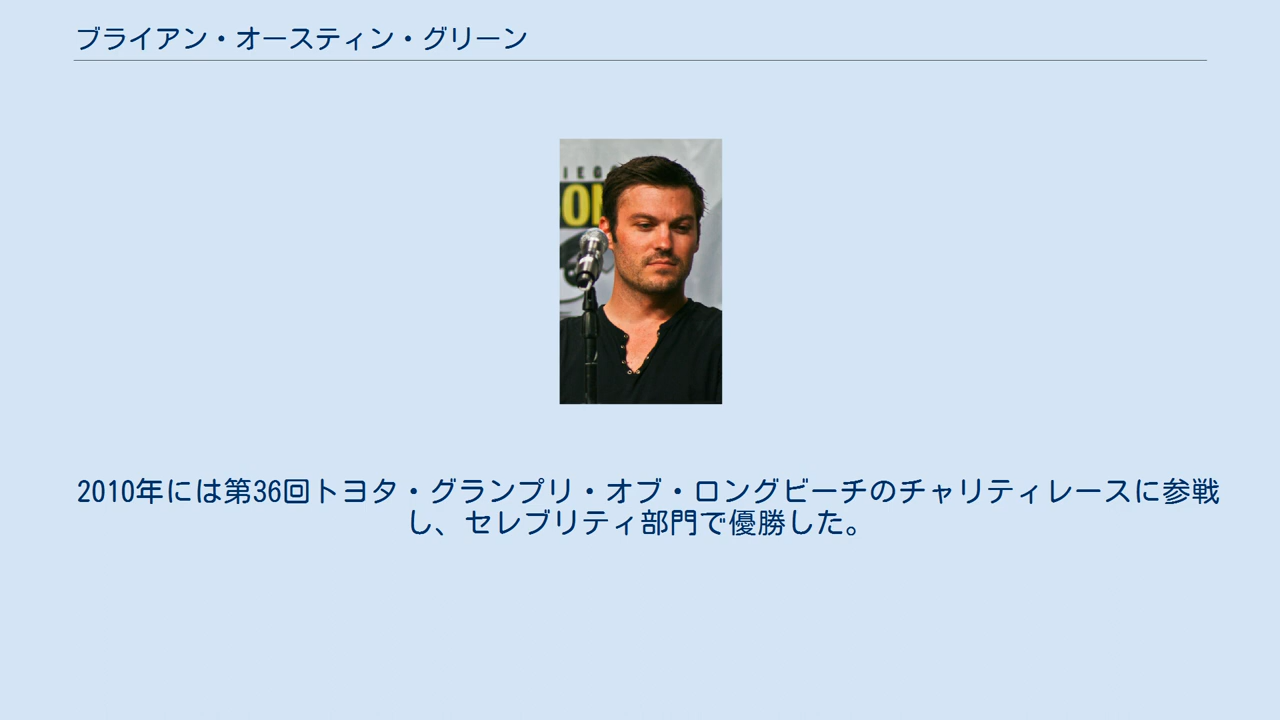 ブライアン・オースティン・グリーン
IEG
ON
2010年には第36回トヨタ・グランプリ・オブ・ロングビーチのチャリティレースに参戦
し、セレブリティ部門で優勝した。